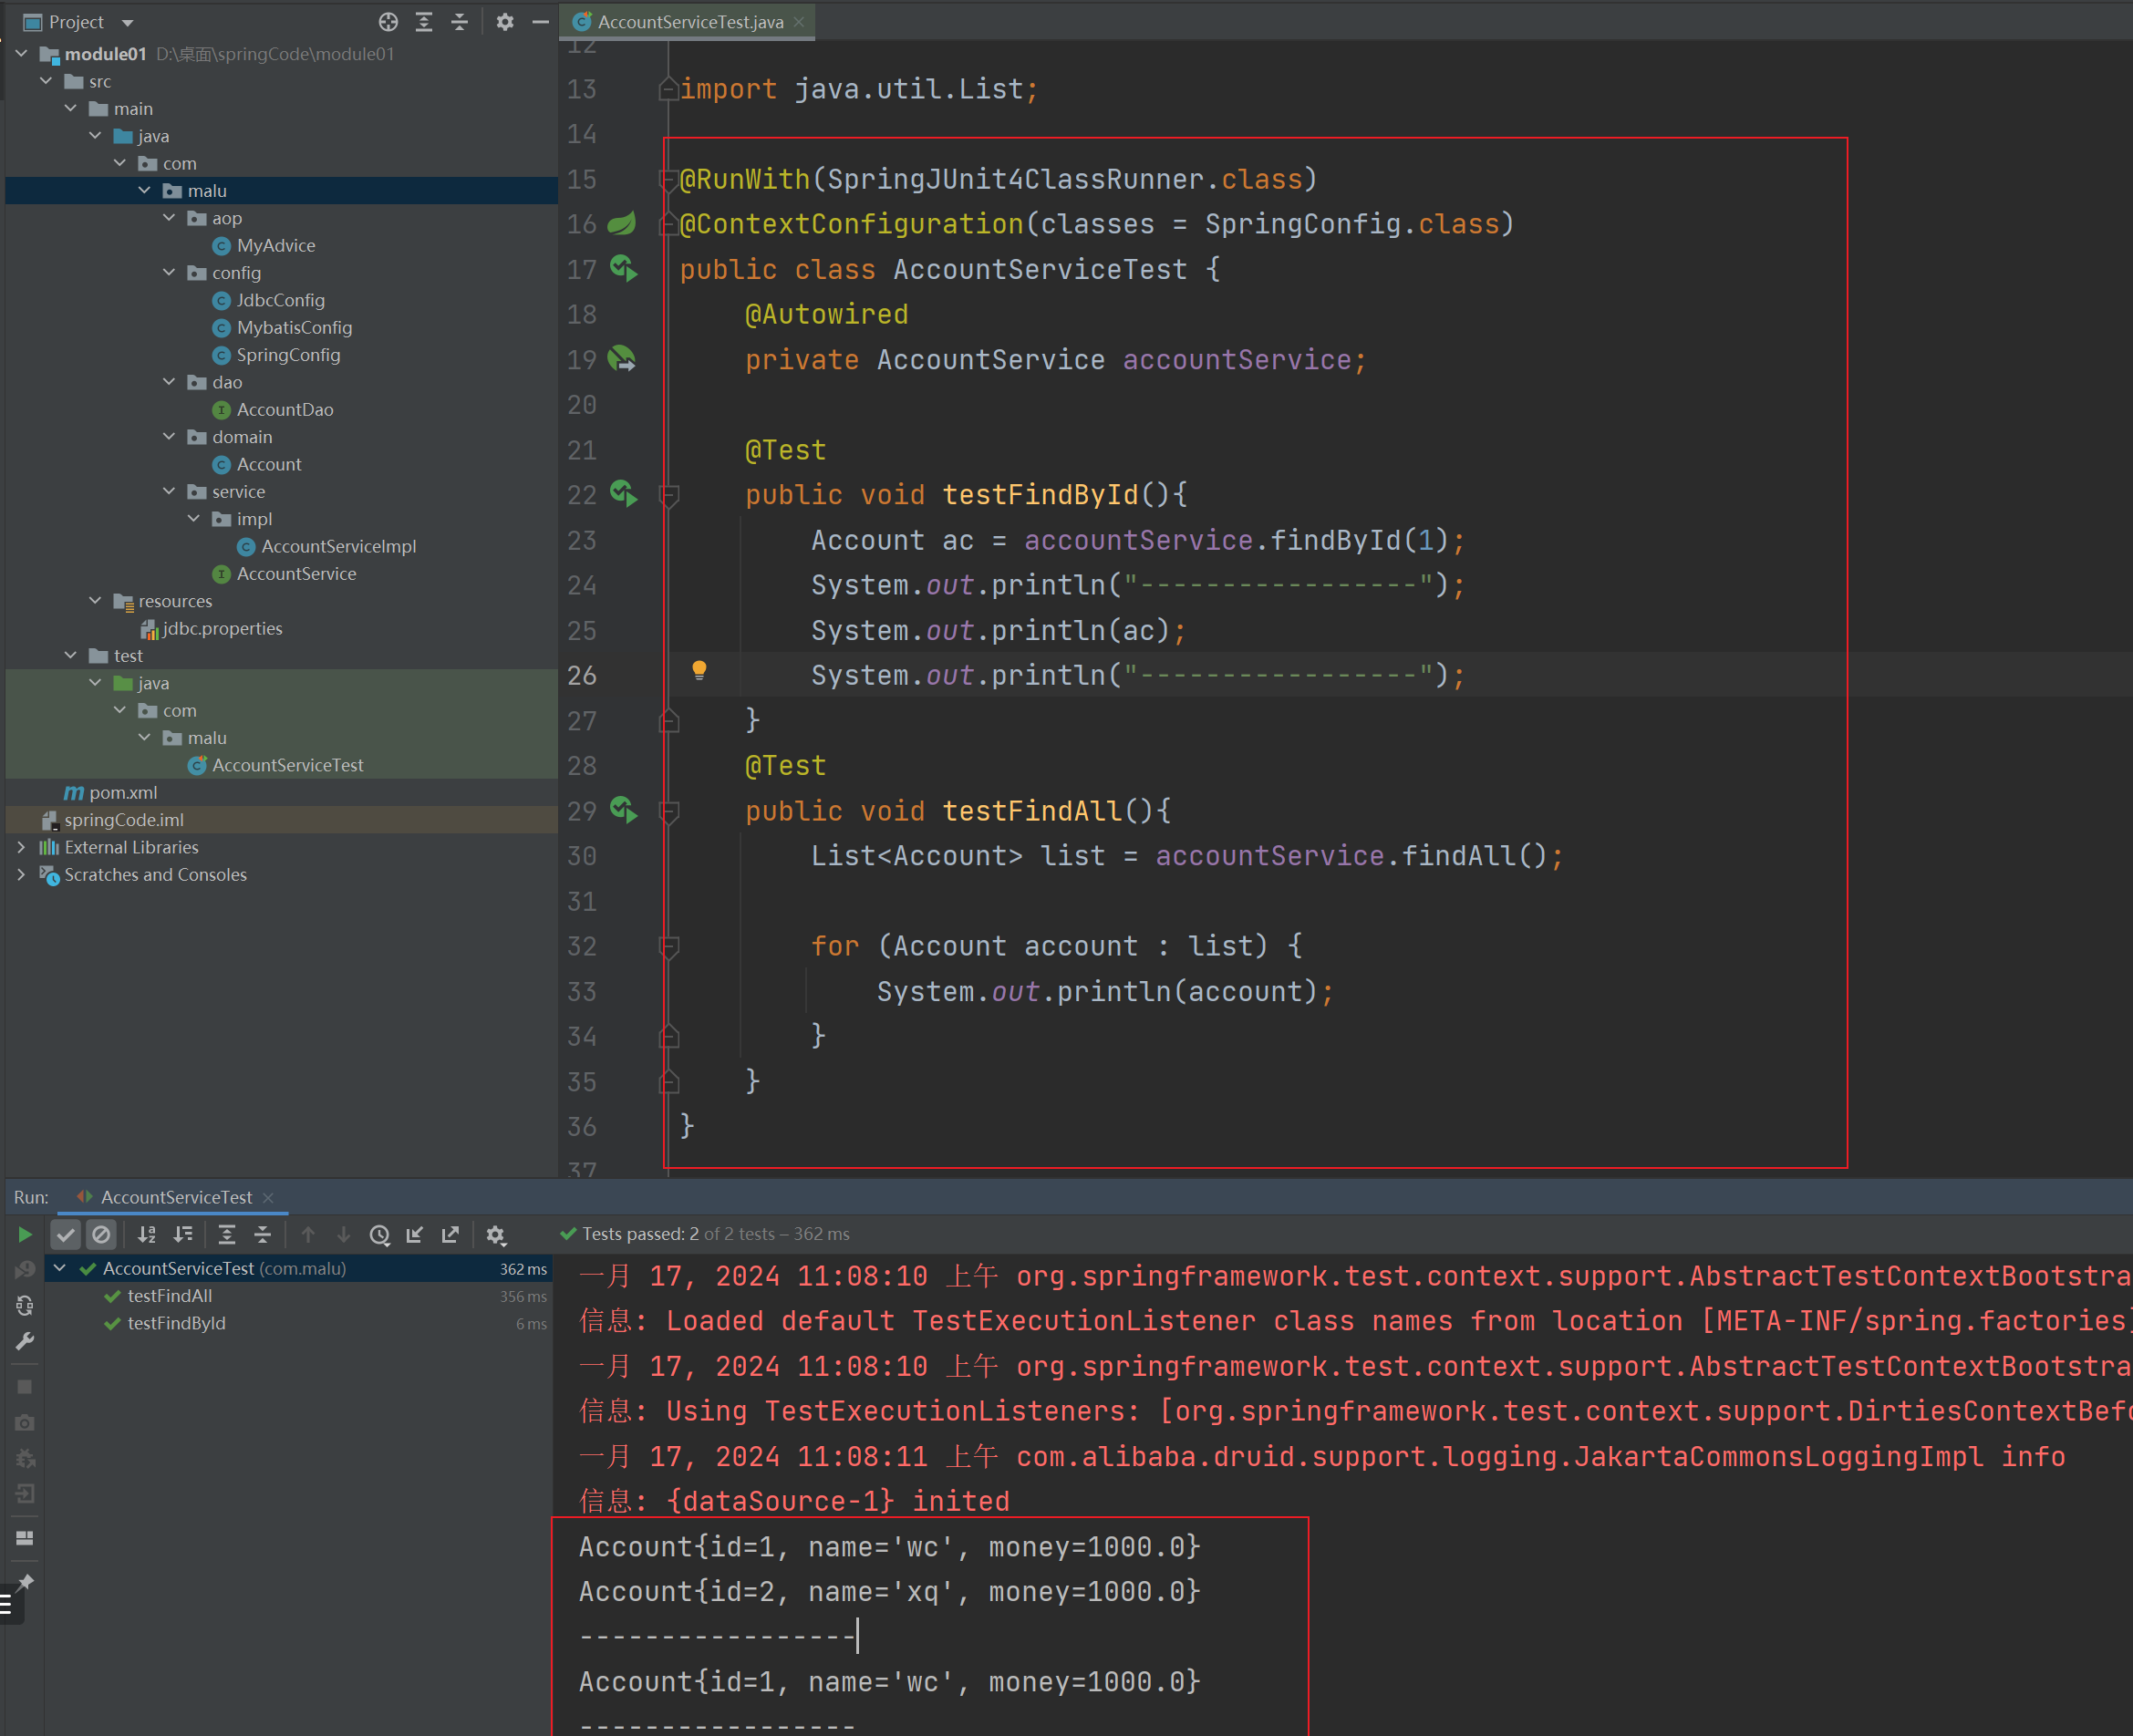 Project
module01 D:\桌面\springCode\module01
src
main
java
com
malu
aop
MyAdvice
config
JdbcConfig
MybatisConfig
SpringConfig
dao
AccountDao
domain
Account
service
impl
AccountServiceImpl
AccountService
resources
jdbc.properties
test
java
com
malu
AccountServiceTest
pom.xml
springCode.iml
External Libraries
Scratches and Consoles
AccountServiceTest.java
12
13 import java.util.List;
14
15 @RunWith(SpringJUnit4ClassRunner.class)
16 @ContextConfiguration(classes = SpringConfig.class)
17 public class AccountServiceTest {
18 @Autowired
19 private AccountService accountService;
20
21 @Test
22 public void testFindById(){
23 Account ac = accountService.findById(1);
24 System.out.println("-----------------");
25 System.out.println(ac);
26 System.out.println("-----------------");
27 }
28 @Test
29 public void testFindAll(){
30 List<Account> list = accountService.findAll();
31
32 for (Account account : list) {
33 System.out.println(account);
34 }
35 }
36 }
37
Run: AccountServiceTest
Tests passed: 2 of 2 tests – 362 ms
AccountServiceTest (com.malu) 362 ms
testFindAll 356 ms
testFindById 6 ms
一月 17, 2024 11:08:10 上午 org.springframework.test.context.support.AbstractTestContextBootstra
信息: Loaded default TestExecutionListener class names from location [META-INF/spring.factories]
一月 17, 2024 11:08:10 上午 org.springframework.test.context.support.AbstractTestContextBootstra
信息: Using TestExecutionListeners: [org.springframework.test.context.support.DirtiesContextBefo
一月 17, 2024 11:08:11 上午 com.alibaba.druid.support.logging.JakartaCommonsLoggingImpl info
信息: {dataSource-1} inited
Account{id=1, name='wc', money=1000.0}
Account{id=2, name='xq', money=1000.0}
-----------------
Account{id=1, name='wc', money=1000.0}
-----------------